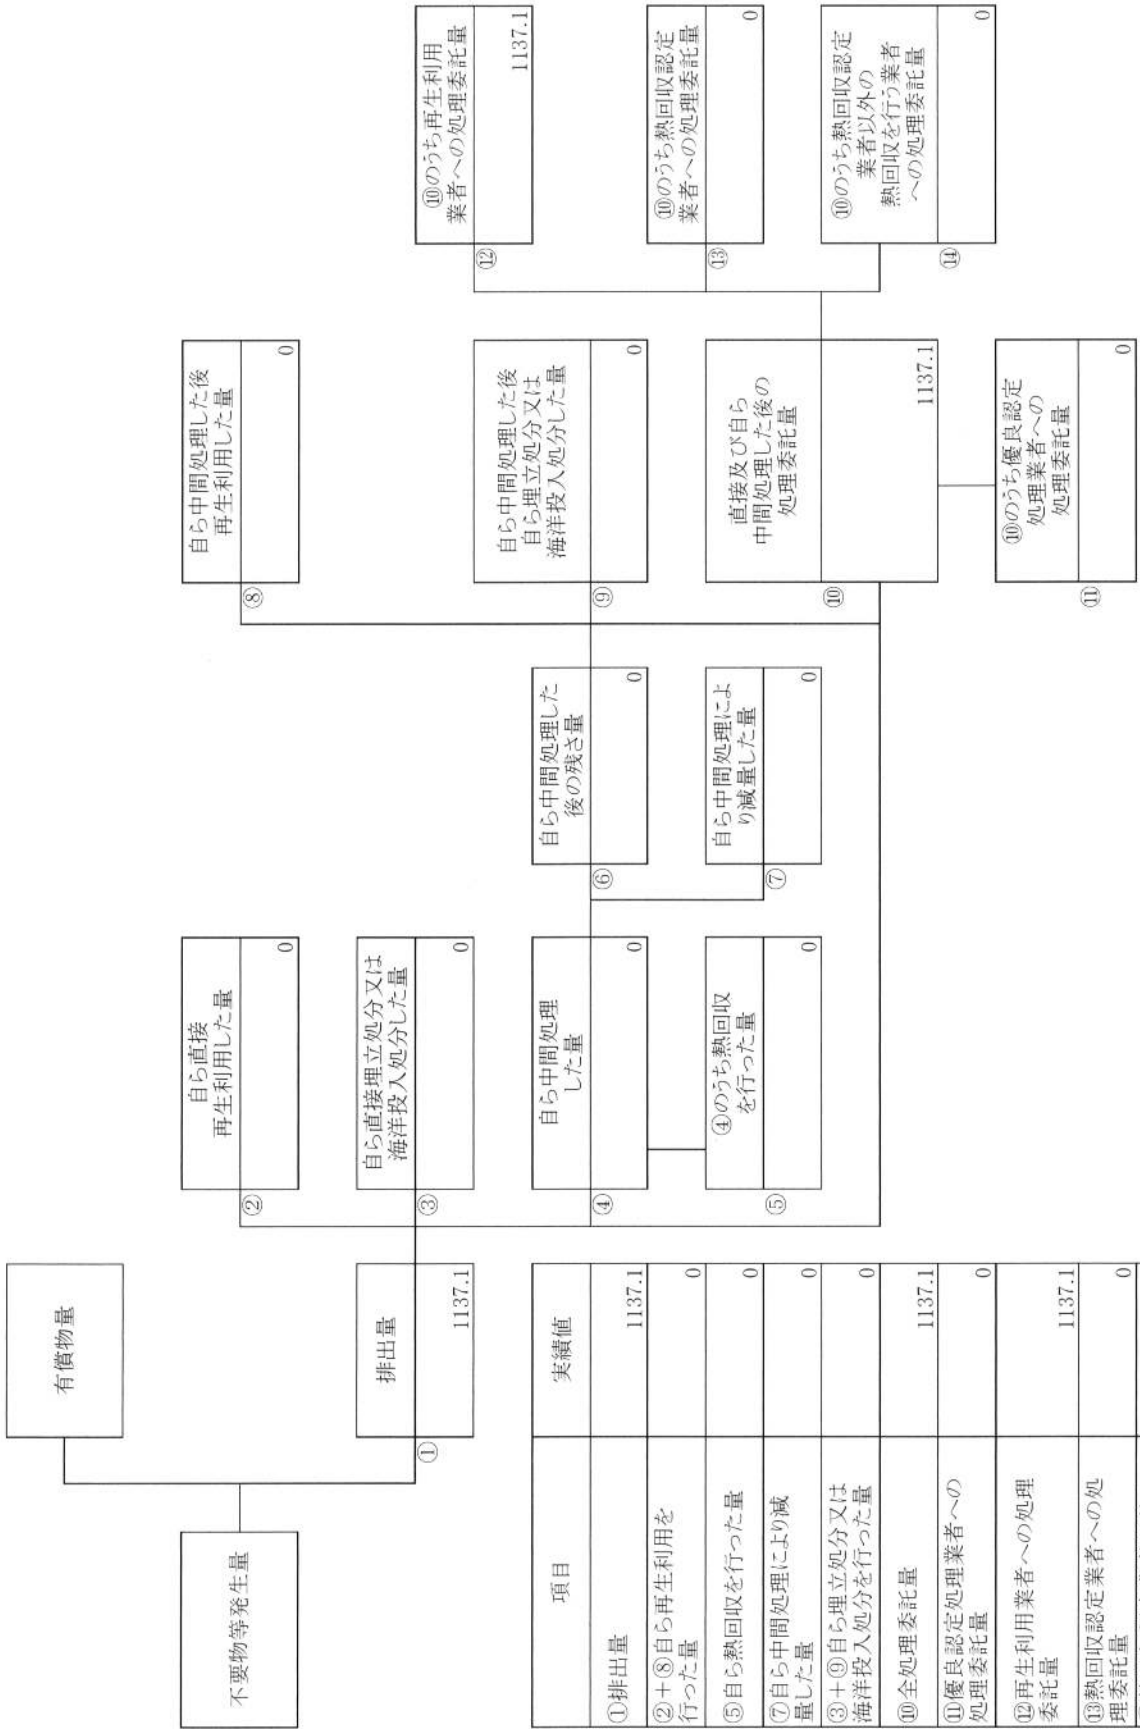 不要物等発生量
有償物量
排出量
①
1137.1
自ら直接
再生利用した量
②
0
自ら直接埋立処分又は
海洋投入処分した量
③
0
自ら中間処理
した量
④
0
④のうち熱回収
を行った量
⑤
0
自ら中間処理した
後の残さ量
⑥
0
自ら中間処理によ
り減量した量
⑦
0
自ら中間処理した後
再生利用した量
⑧
0
自ら中間処理した後
自ら埋立処分又は
海洋投入処分した量
⑨
0
直接及び自ら
中間処理した後の
処理委託量
⑩
1137.1
⑩のうち優良認定
処理業者への
処理委託量
⑪
0
⑩のうち再生利用
業者への処理委託量
⑫
1137.1
⑩のうち熱回収認定
業者への処理委託量
⑬
0
⑩のうち熱回収認定
業者以外の
熱回収を行う業者
への処理委託量
⑭
0
項目 実績値
①排出量 1137.1
②+⑧自ら再生利用を
行った量 0
⑤自ら熱回収を行った量 0
⑦自ら中間処理により減
量した量 0
③+⑨自ら埋立処分又は
海洋投入処分を行った量 0
⑩全処理委託量 1137.1
⑪優良認定処理業者への
処理委託量 0
⑫再生利用業者への処理
委託量 1137.1
⑬熱回収認定業者への処
理委託量 0